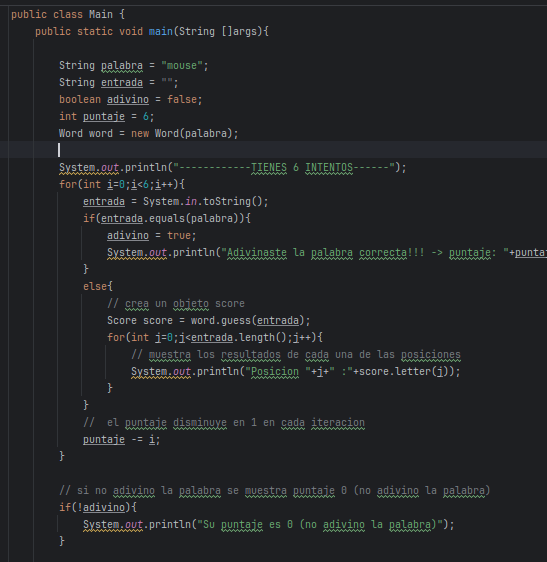 public class Main {
public static void main(String []args){
String palabra = "mouse";
String entrada = "";
boolean adivino = false;
int puntaje = 6;
Word word = new Word(palabra);
System.out.println("------------TIENES 6 INTENTOS------");
for(int i=0;i<6;i++){
entrada = System.in.toString();
if(entrada.equals(palabra)){
adivino = true;
System.out.println("Adivinaste la palabra correcta!!! -> puntaje: "+punta
}
else{
// crea un objeto score
Score score = word.guess(entrada);
for(int j=0;j<entrada.length();j++){
// muestra los resultados de cada una de las posiciones
System.out.println("Posicion "+j+" :"+score.letter(j));
}
}
// el puntaje disminuye en 1 en cada iteracion
puntaje -= i;
}
// si no adivino la palabra se muestra puntaje 0 (no adivino la palabra)
if(!adivino){
System.out.println("Su puntaje es 0 (no adivino la palabra)");
}